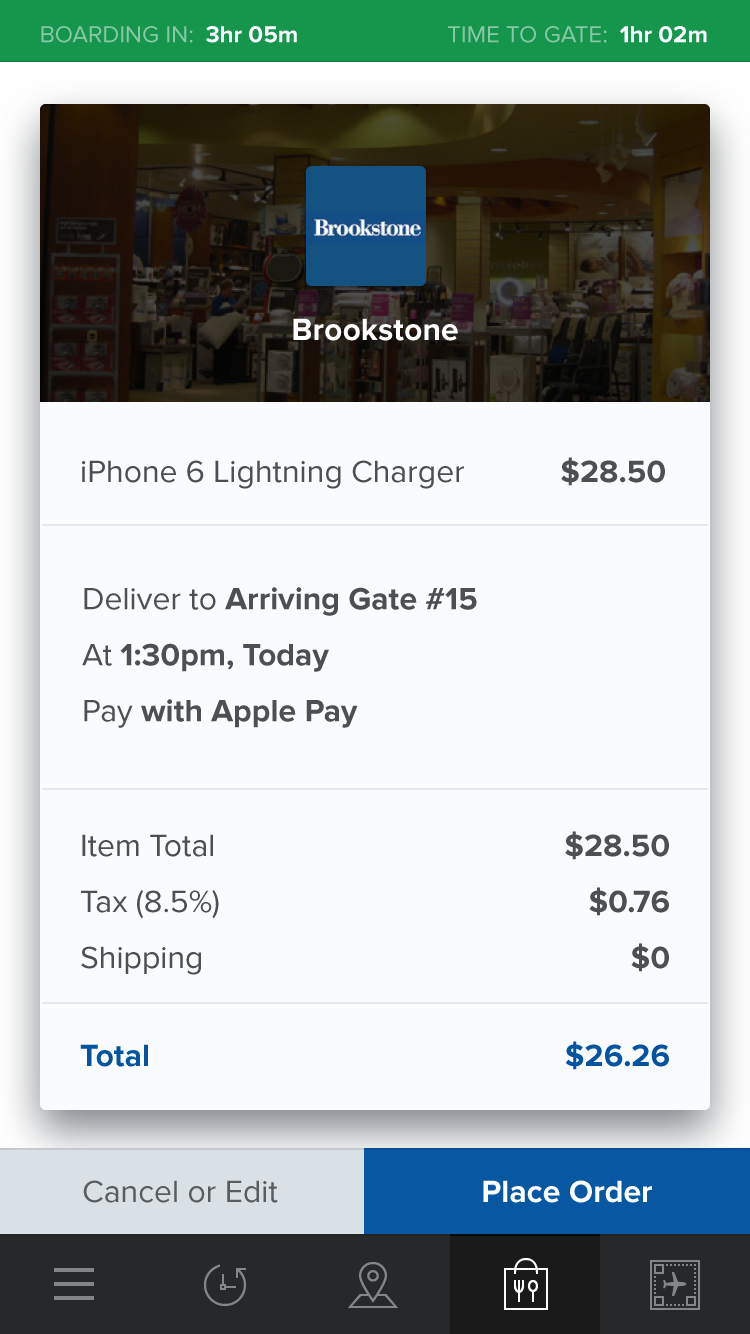 BOARDING IN: 3hr 05m TIME TO GATE: 1hr 02m
Brookstone
Brookstone
iPhone 6 Lightning Charger $28.50
Deliver to Arriving Gate #15
At 1:30pm, Today
Pay with Apple Pay
Item Total $28.50
Tax (8.5%) $0.76
Shipping $0
Total $26.26
Cancel or Edit Place Order